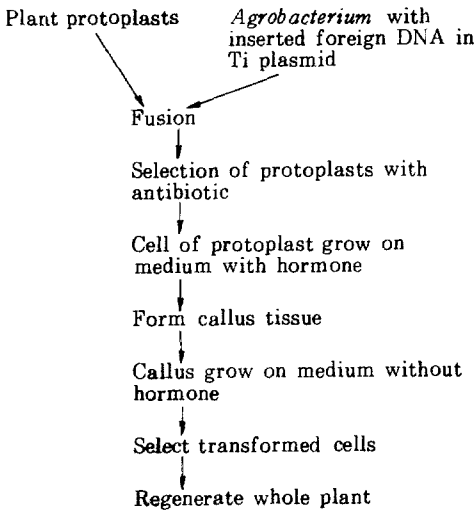 Plant protoplasts
Agrobacterium with
inserted foreign DNA in
Ti plasmid
Fusion
Selection of protoplasts with
antibiotic
Cell of protoplast grow on
medium with hormone
Form callus tissue
Callus grow on medium without
hormone
Select transformed cells
Regenerate whole plant